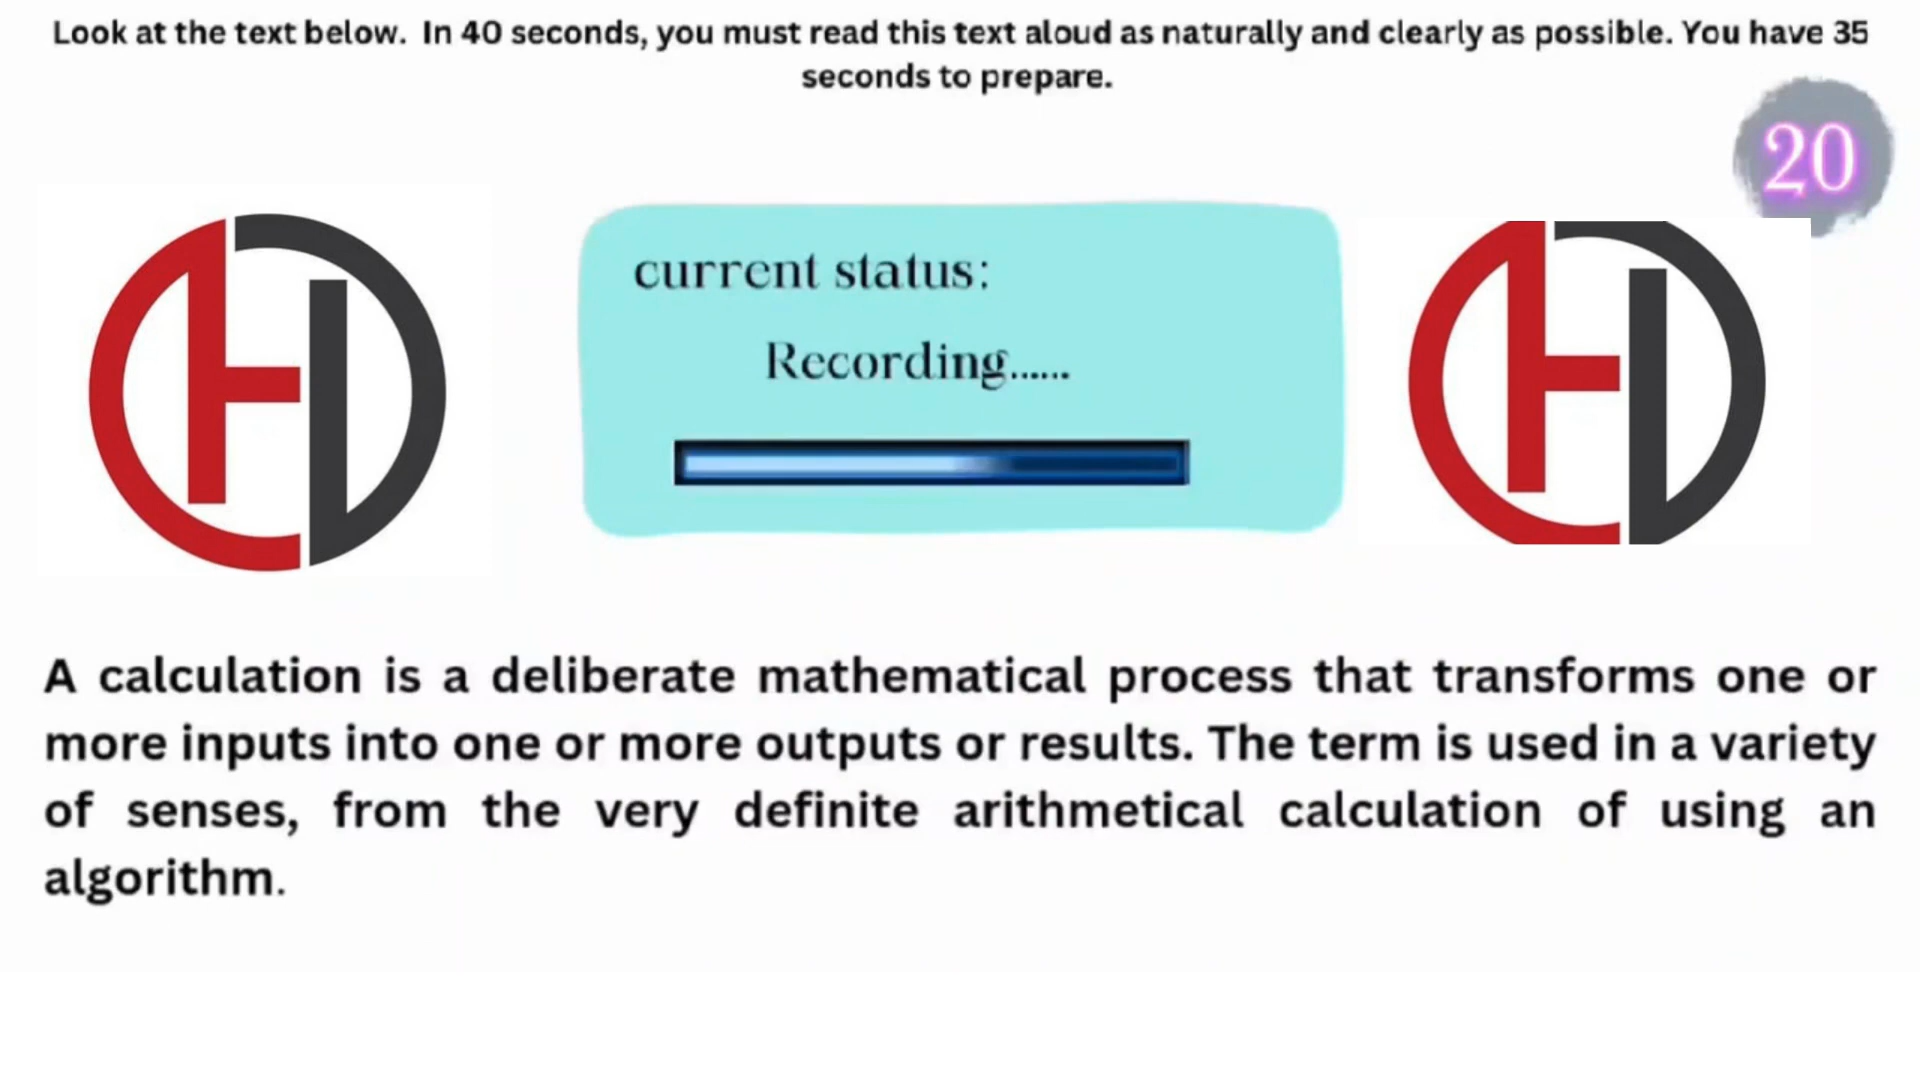 Look at the text below. In 40 seconds, you must read this text aloud as naturally and clearly as possible. You have 35
seconds to prepare.
20
current status:
Recording......
A calculation is a deliberate mathematical process that transforms one or
more inputs into one or more outputs or results. The term is used in a variety
of senses, from the very definite arithmetical calculation of using an
algorithm.